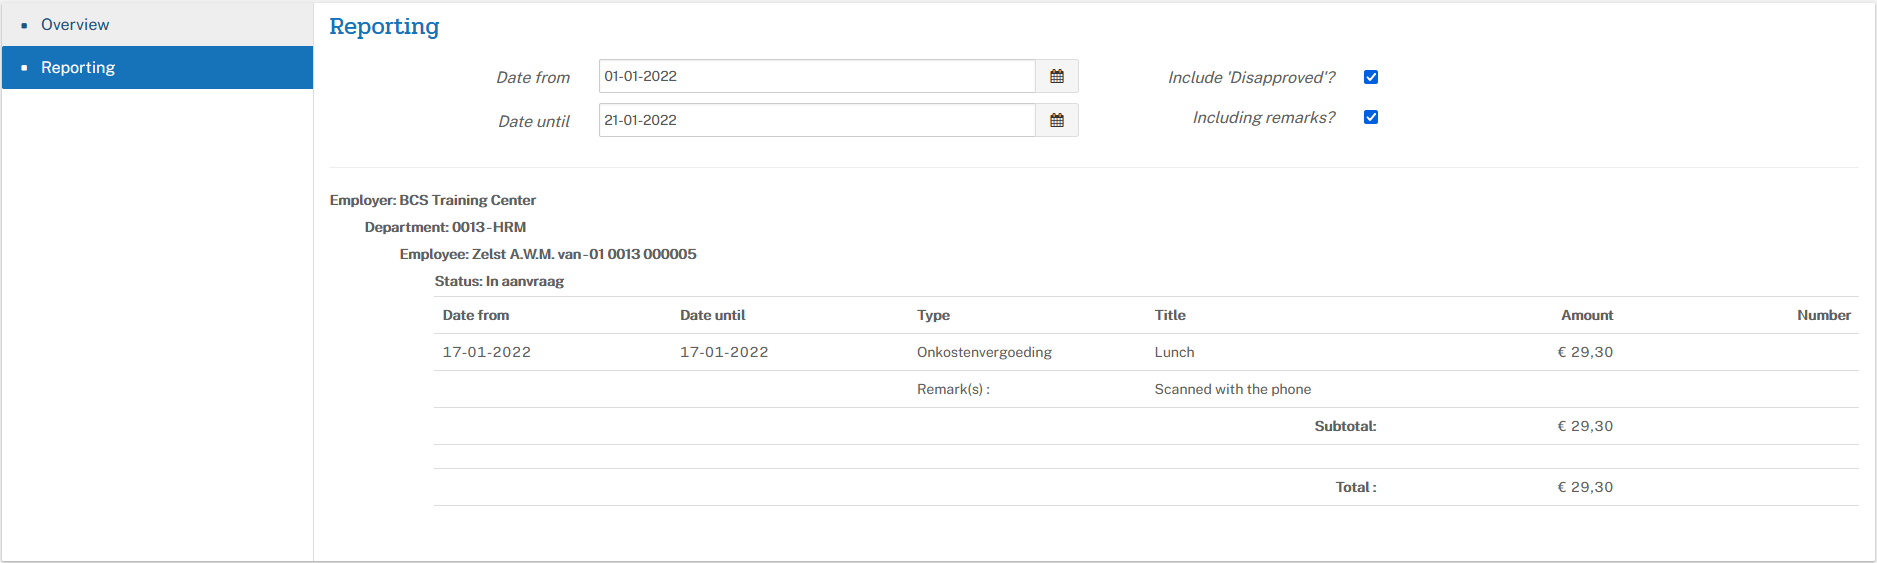 Overview
Reporting
Reporting
Date from 01-01-2022 Include 'Disapproved'?
Date until 21-01-2022 Including remarks?
Employer: BCS Training Center
Department: 0013 - HRM
Employee: Zelst A.W.M. van - 01 0013 000005
Status: In aanvraag
Date from Date until Type Title Amount Number
17-01-2022 17-01-2022 Onkostenvergoeding Lunch € 29,30
Remark(s) : Scanned with the phone
Subtotal: € 29,30
Total : € 29,30